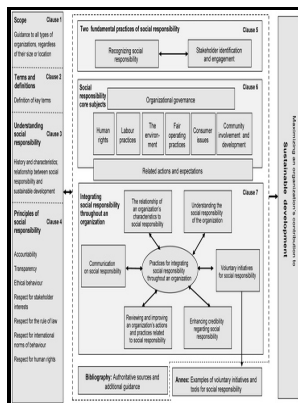 Scope
Clause 1
Guidance to all types of
organizations, regardless
of their size or location
Terms and
definitions
Clause 2
Definition of key terms
Understanding
social
responsibility
Clause 3
History and characteristics;
relationship between social
responsibility and
sustainable development
Principles of
social
responsibility
Clause 4
Accountability
Transparency
Ethical behaviour
Respect for stakeholder
interests
Respect for the rule of law
Respect for international
norms of behaviour
Respect for human rights
Two fundamental practices of social responsibility
Clause 5
Recognizing social
responsibility
Stakeholder identification
and engagement
Social
responsibility
core subjects
Clause 6
Organizational governance
Human
rights
Labour
practices
The
environ-
ment
Fair
operating
practices
Consumer
issues
Community
involvement and
development
Related actions and expectations
Integrating
social responsibility
throughout an
organization
Clause 7
The relationship of
an organization's
characteristics to
social responsibility
Understanding the
social responsibility
of the organization
Communication
on social responsibility
Practices for integrating
social responsibility
throughout an organization
Voluntary initiatives
for social responsibility
Reviewing and improving
an organization's actions
and practices related
to social responsibility
Enhancing credibility
regarding social
responsibility
Bibliography: Authoritative sources and
additional guidance
Annex: Examples of voluntary initiatives and
tools for social responsibility
Maximizing an organization's contribution to
Sustainable development